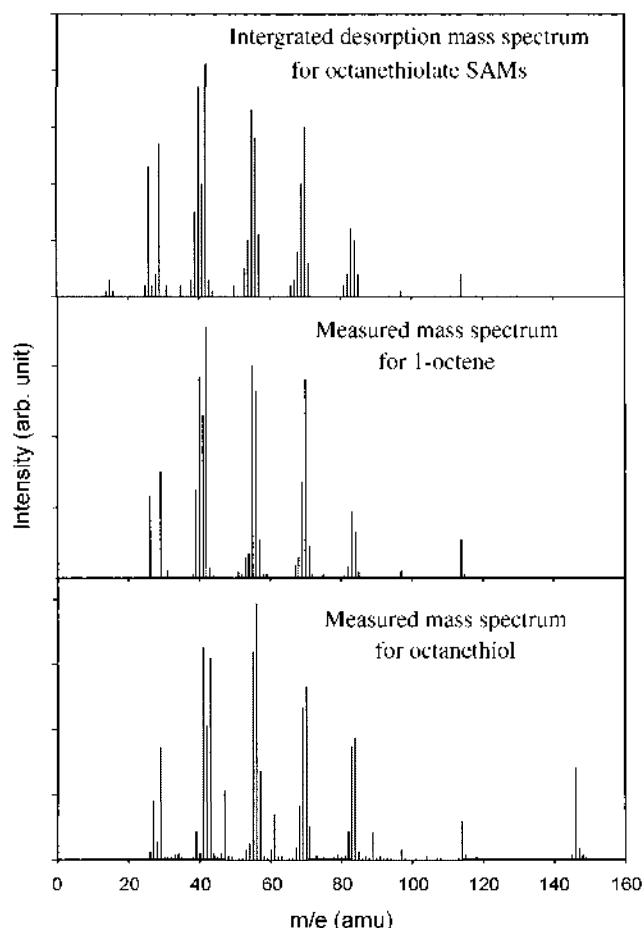 Intergrated desorption mass spectrum
for octanethiolate SAMs
Measured mass spectrum
for 1-octene
Intensity (arb. unit)
Measured mass spectrum
for octanethiol
0 20 40 60 80 100 120 140 160
m/e (amu)